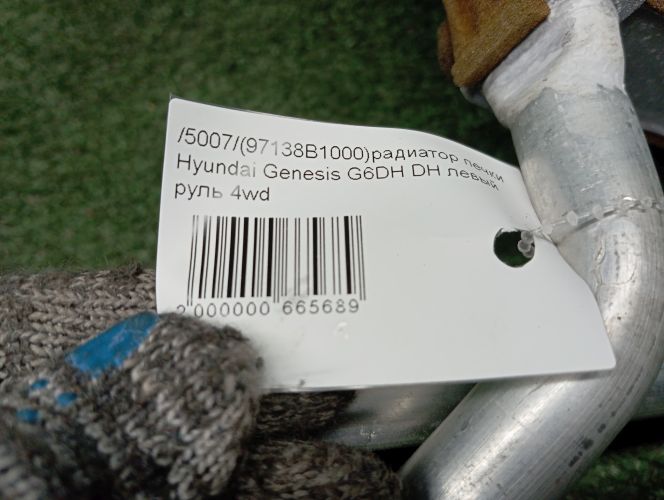 /5007/(97138B1000)радиатор печки
Hyundai Genesis G6DH DH левый
руль 4wd
2 000000 665689